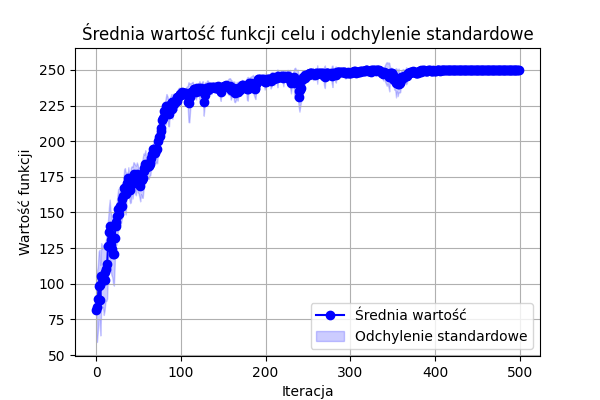 Średnia wartość funkcji celu i odchylenie standardowe
250
225
200
175
150
125
100
75
50
Wartość funkcji
0 100 200 300 400 500
Iteracja
Średnia wartość
Odchylenie standardowe